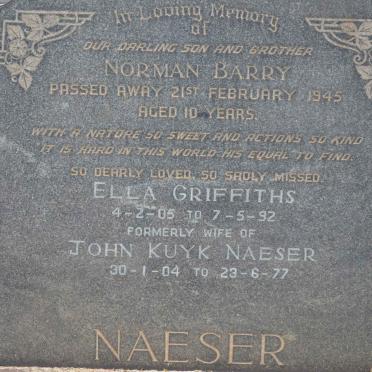 In Loving Memory
of
OUR DARLING SON AND BROTHER
NORMAN BARRY
PASSED AWAY 21ST FEBRUARY 1945
AGED 10 YEARS.
WITH A NATURE SO SWEET AND ACTIONS SO KIND
IT IS HARD IN THIS WORLD HIS EQUAL TO FIND.
SO DEARLY LOVED, SO SADLY MISSED.
ELLA GRIFFITHS
4-2-05 TO 7-5-92
FORMERLY WIFE OF
JOHN KUYK NAESER
30-1-04 TO 23-6-77
NAESER